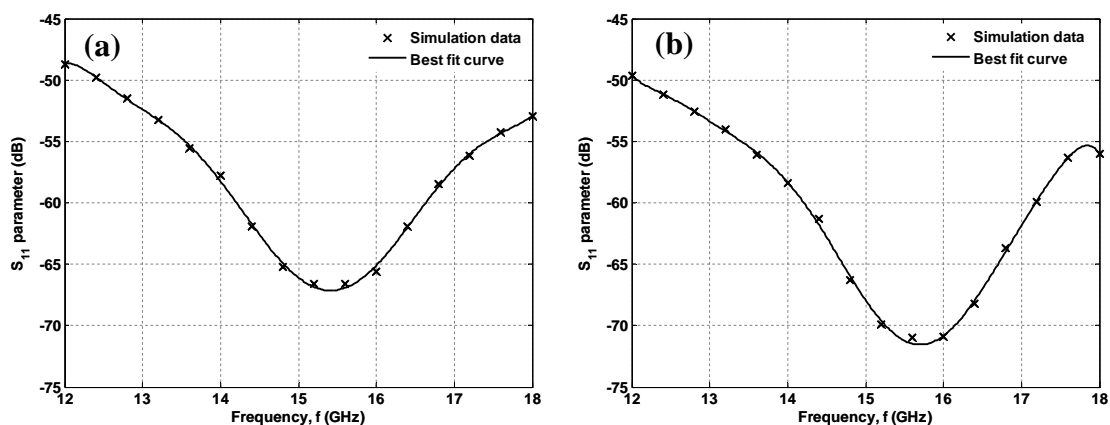 (a)
× Simulation data
Best fit curve
-45
-50
-55
-60
-65
-70
-75
S11 parameter (dB)
12 13 14 15 16 17 18
Frequency, f (GHz)
(b)
× Simulation data
Best fit curve
-45
-50
-55
-60
-65
-70
-75
S11 parameter (dB)
12 13 14 15 16 17 18
Frequency, f (GHz)